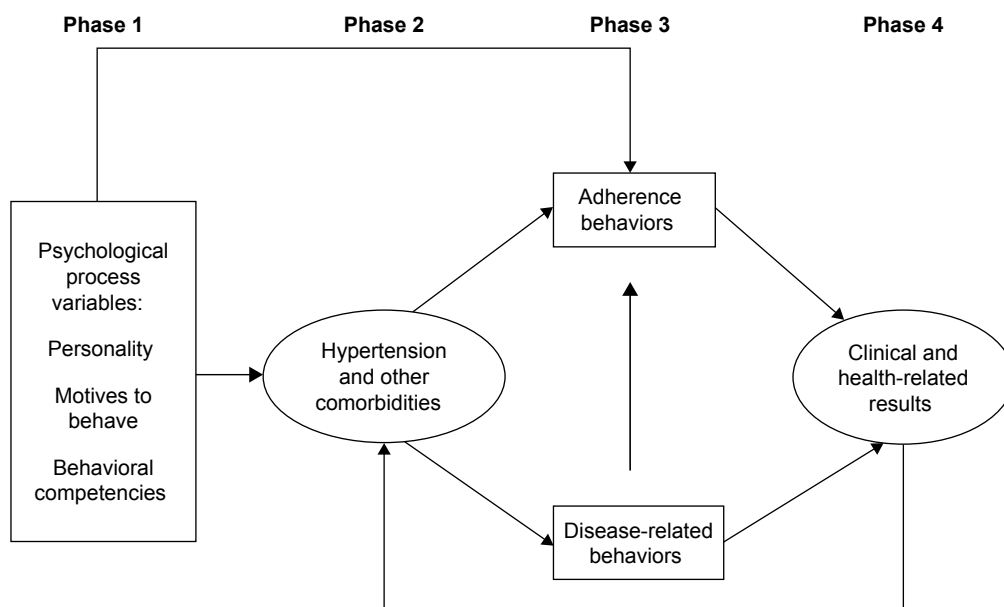 Phase 1
Phase 2
Phase 3
Phase 4
Psychological
process
variables:
Personality
Motives to
behave
Behavioral
competencies
Hypertension
and other
comorbidities
Adherence
behaviors
Disease-related
behaviors
Clinical and
health-related
results